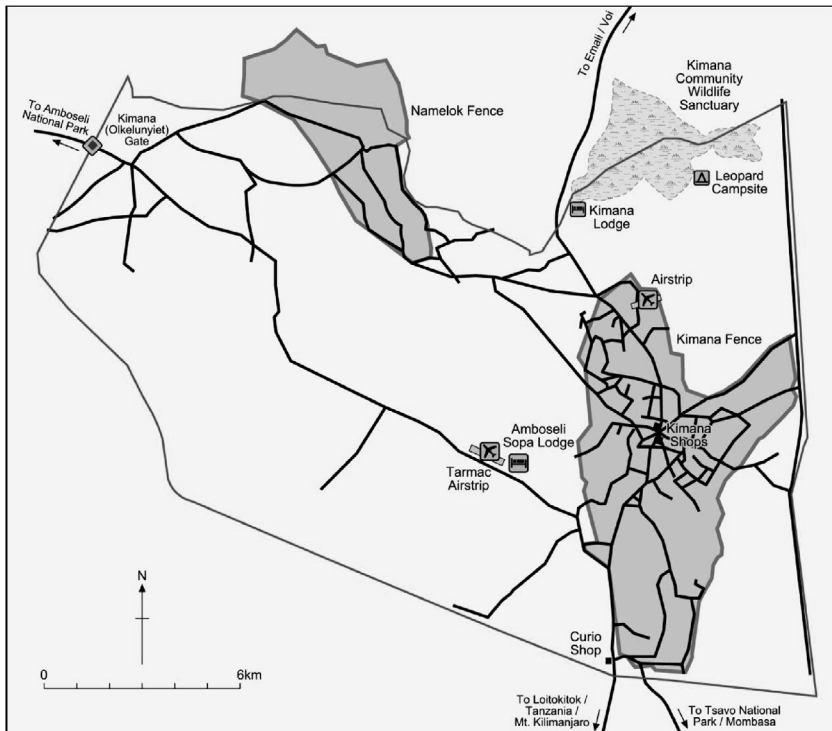 To Emali / Voi
Kimana
Community
Wildlife
Sanctuary
To Amboseli
National Park
Kimana
(Olkelunyiet)
Gate
Namelok Fence
Leopard
Campsite
Kimana
Lodge
Airstrip
Kimana Fence
Amboseli
Sopa Lodge
Kimana
Shops
Tarmac
Airstrip
N
Curio
Shop
0 6km
To Loitokitok /
Tanzania /
Mt. Kilimanjaro
To Tsavo National
Park / Mombasa